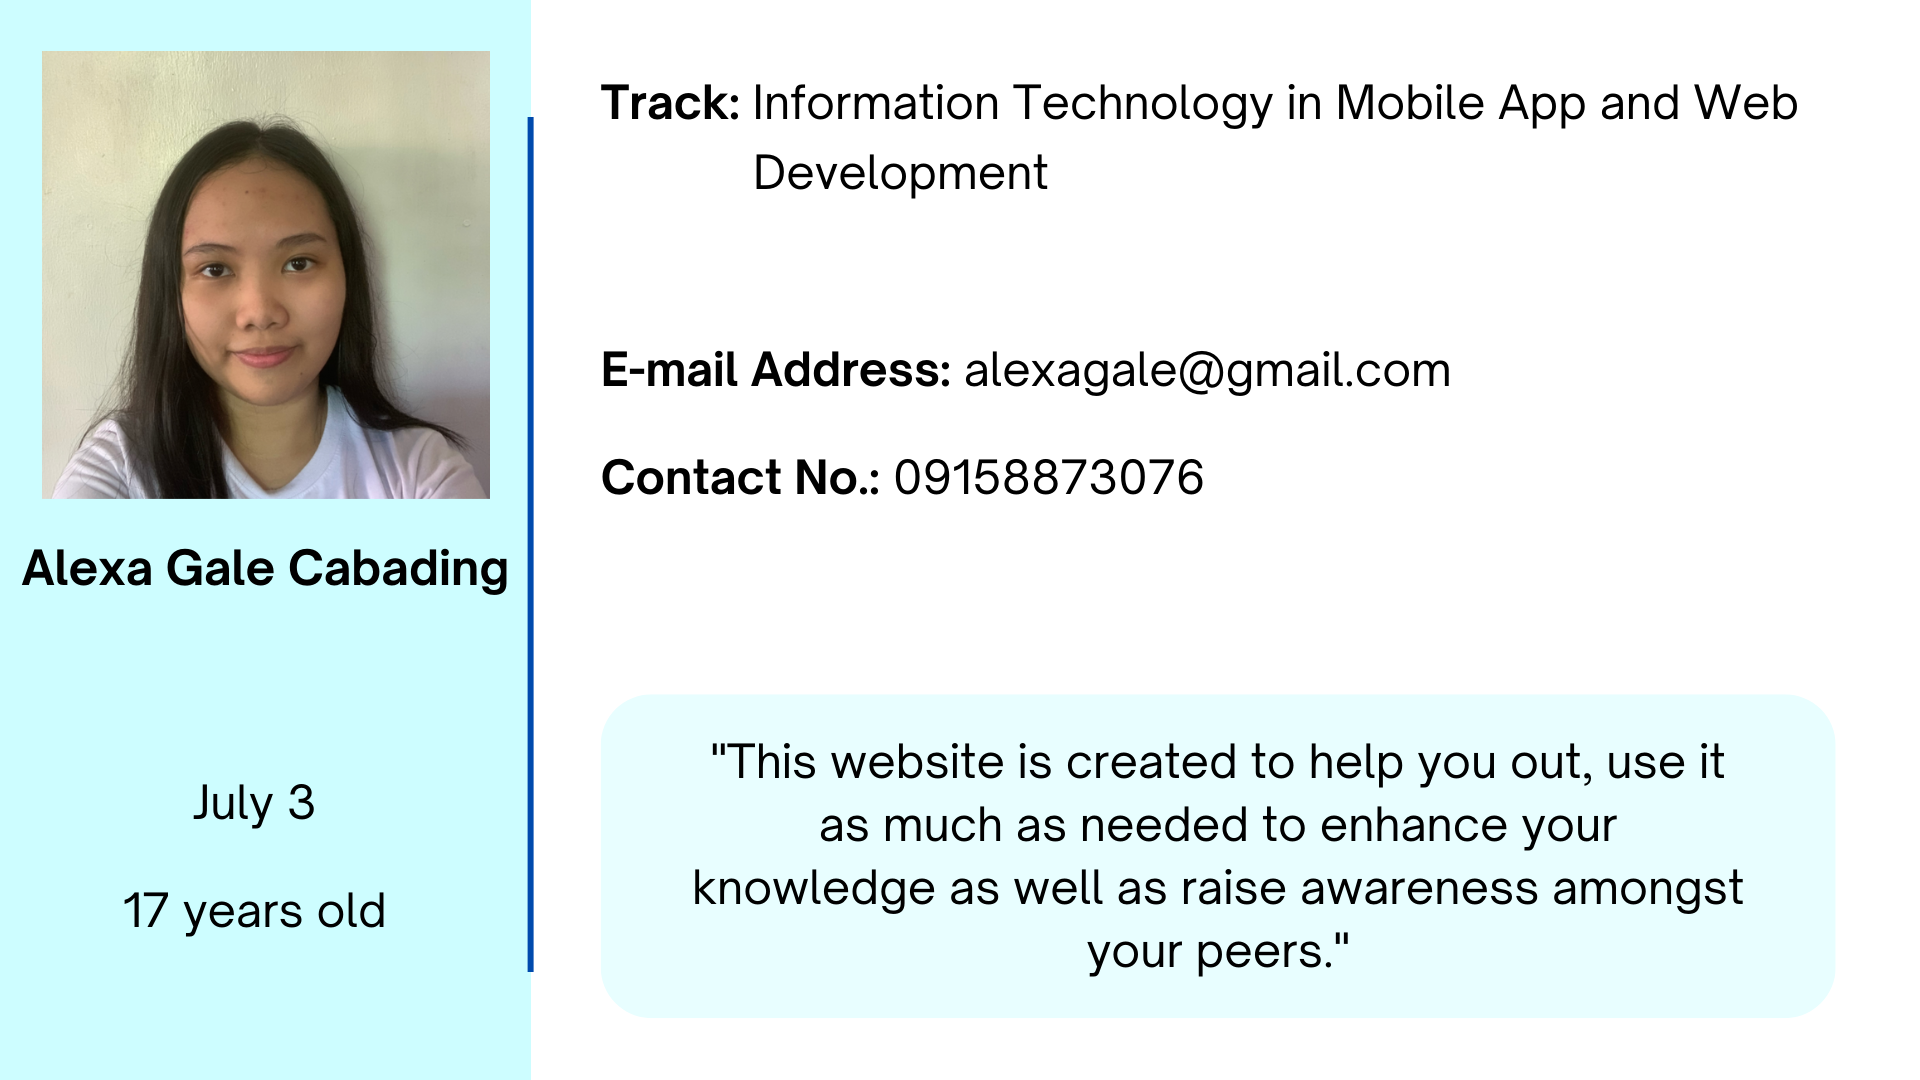 Alexa Gale Cabading
July 3
17 years old
Track: Information Technology in Mobile App and Web
Development
E-mail Address: alexagale@gmail.com
Contact No.: 09158873076
"This website is created to help you out, use it
as much as needed to enhance your
knowledge as well as raise awareness amongst
your peers."